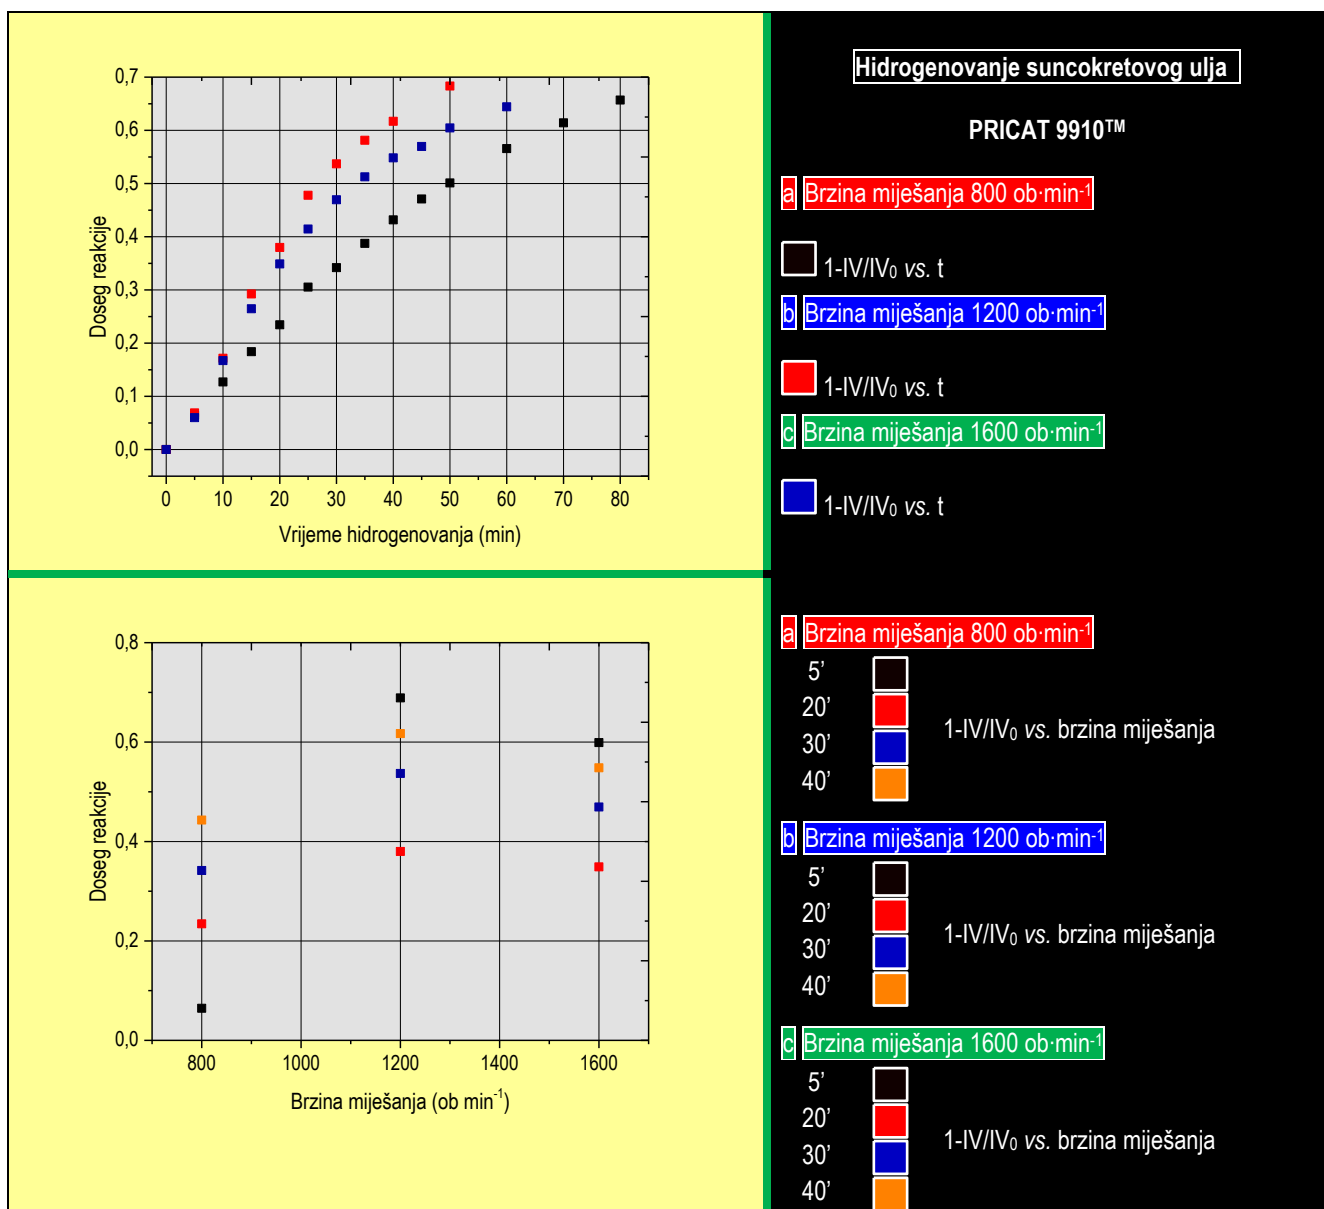 0,7
0,6
0,5
0,4
0,3
0,2
0,1
0,0
Doseg reakcije
0 10 20 30 40 50 60 70 80
Vrijeme hidrogenovanja (min)
Hidrogenovanje suncokretovog ulja
PRICAT 9910™
a Brzina miješanja 800 ob·min⁻¹
1-IV/IV₀ vs. t
b Brzina miješanja 1200 ob·min⁻¹
1-IV/IV₀ vs. t
c Brzina miješanja 1600 ob·min⁻¹
1-IV/IV₀ vs. t
0,8
0,6
0,4
0,2
0,0
Doseg reakcije
800 1000 1200 1400 1600
Brzina miješanja (ob min⁻¹)
a Brzina miješanja 800 ob·min⁻¹
5’
20’
30’
40’
1-IV/IV₀ vs. brzina miješanja
b Brzina miješanja 1200 ob·min⁻¹
5’
20’
30’
40’
1-IV/IV₀ vs. brzina miješanja
c Brzina miješanja 1600 ob·min⁻¹
5’
20’
30’
40’
1-IV/IV₀ vs. brzina miješanja